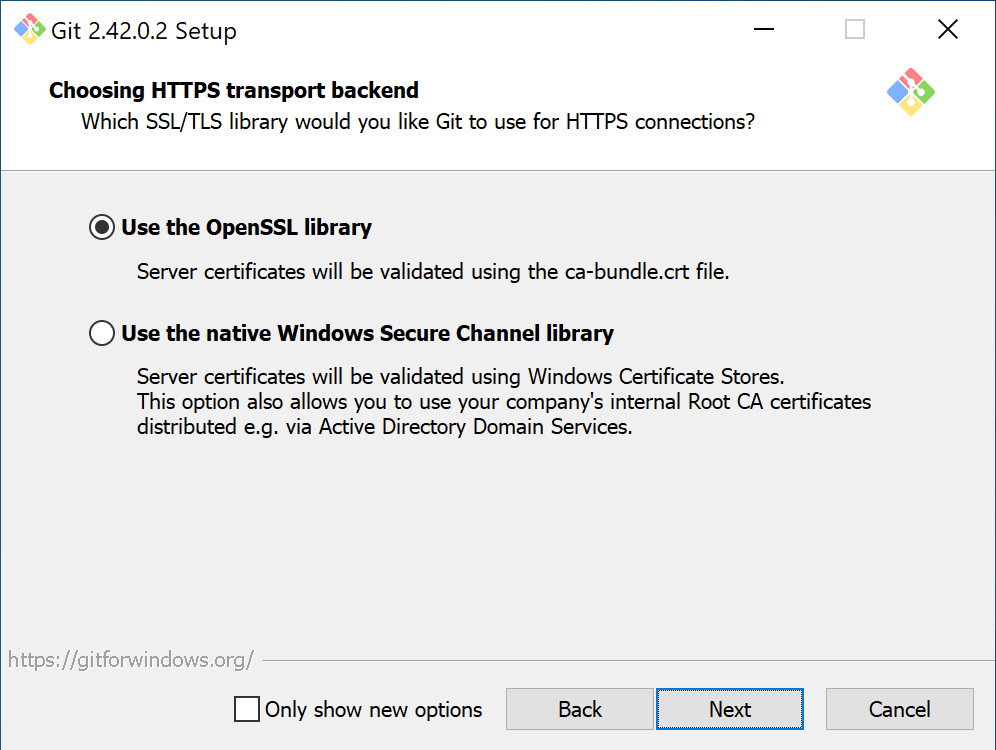 Git 2.42.0.2 Setup
Choosing HTTPS transport backend
Which SSL/TLS library would you like Git to use for HTTPS connections?
Use the OpenSSL library
Server certificates will be validated using the ca-bundle.crt file.
Use the native Windows Secure Channel library
Server certificates will be validated using Windows Certificate Stores.
This option also allows you to use your company's internal Root CA certificates
distributed e.g. via Active Directory Domain Services.
https://gitforwindows.org/
Only show new options
Back
Next
Cancel